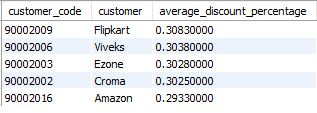 customer_code customer average_discount_percentage
90002009 Flipkart 0.30830000
90002006 Viveks 0.30380000
90002003 Ezone 0.30280000
90002002 Croma 0.30250000
90002016 Amazon 0.29330000